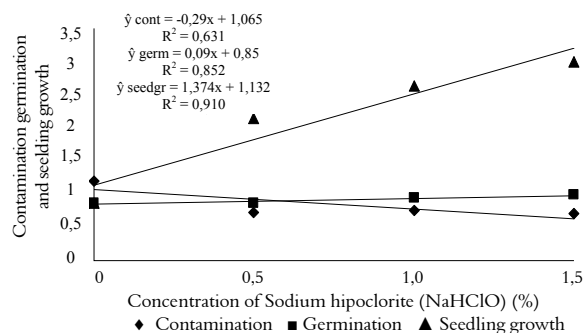 ŷ cont = -0,29x + 1,065
R² = 0,631
ŷ germ = 0,09x + 0,85
R² = 0,852
ŷ seedgr = 1,374x + 1,132
R² = 0,910
Contamination germination
and seelding growth
3,5
3
2,5
2
1,5
1
0,5
0
0
0,5
1,0
1,5
Concentration of Sodium hipoclorite (NaHClO) (%)
Contamination Germination Seedling growth